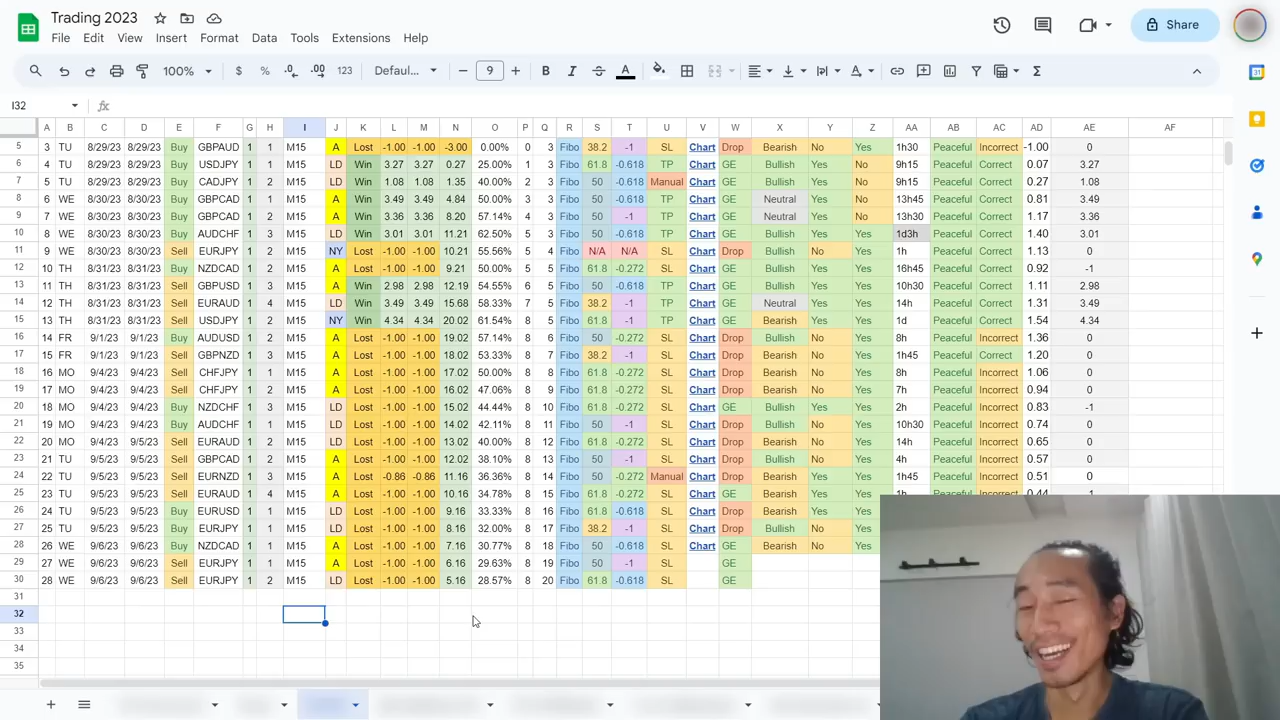 Trading 2023
Share
File Edit View Insert Format Data Tools Extensions Help
100% $ % .0 .00 123 Defaul... 9 B I A
I32 fx
A B C D E F G H I J K L M N O P Q R S T U V W X Y Z AA AB AC AD AE AF
5 3 TU 8/29/23 8/29/23 Buy GBPAUD 1 1 M15 A Lost -1.00 -1.00 -3.00 0.00% 0 3 Fibo 38.2 -1 SL Chart Drop Bearish No Yes 1h30 Peaceful Incorrect -1.00 0
6 4 TU 8/29/23 8/29/23 Buy USDJPY 1 1 M15 LD Win 3.27 3.27 0.27 25.00% 1 3 Fibo 61.8 -0.618 TP Chart GE Bullish Yes No 9h15 Peaceful Correct 0.07 3.27
7 5 TU 8/29/23 8/29/23 Buy CADJPY 1 2 M15 LD Win 1.08 1.08 1.35 40.00% 2 3 Fibo 50 -0.618 Manual Chart GE Bullish Yes No 9h15 Peaceful Correct 0.27 1.08
8 6 WE 8/30/23 8/30/23 Buy GBPCAD 1 2 M15 A Win 3.49 3.49 4.84 50.00% 3 3 Fibo 50 -0.618 TP Chart GE Neutral Yes No 13h45 Peaceful Correct 0.81 3.49
9 7 WE 8/30/23 8/30/23 Buy GBPCAD 1 2 M15 A Win 3.36 3.36 8.20 57.14% 4 3 Fibo 50 -1 TP Chart GE Neutral Yes No 13h30 Peaceful Correct 1.17 3.36
10 8 WE 8/30/23 8/30/23 Buy AUDCHF 1 3 M15 LD Win 3.01 3.01 11.21 62.50% 5 3 Fibo 50 -0.618 TP Chart GE Bullish Yes Yes 1d3h Peaceful Correct 1.40 3.01
11 9 WE 8/30/23 8/30/23 Sell EURJPY 1 2 M15 NY Lost -1.00 -1.00 10.21 55.56% 5 4 Fibo N/A N/A SL Chart Drop Bullish No Yes 1h Peaceful Correct 1.13 0
12 10 TH 8/31/23 8/31/23 Buy NZDCAD 1 2 M15 A Lost -1.00 -1.00 9.21 50.00% 5 5 Fibo 61.8 -0.272 SL Chart GE Bullish Yes Yes 16h45 Peaceful Correct 0.92 -1
13 11 TH 8/31/23 8/31/23 Buy GBPUSD 1 3 M15 A Win 2.98 2.98 12.19 54.55% 6 5 Fibo 50 -0.618 TP Chart GE Bullish Yes Yes 10h30 Peaceful Correct 1.11 2.98
14 12 TH 8/31/23 8/31/23 Sell EURAUD 1 4 M15 LD Win 3.49 3.49 15.68 58.33% 7 5 Fibo 38.2 -1 TP Chart GE Neutral Yes Yes 14h Peaceful Correct 1.31 3.49
15 13 TH 8/31/23 8/31/23 Sell USDJPY 1 2 M15 NY Win 4.34 4.34 20.02 61.54% 8 5 Fibo 61.8 -1 TP Chart GE Bearish Yes Yes 1d Peaceful Correct 1.54 4.34
16 14 FR 9/1/23 9/1/23 Buy AUDUSD 1 2 M15 A Lost -1.00 -1.00 19.02 57.14% 8 6 Fibo 50 -0.272 SL Chart Drop Bullish No Yes 8h Peaceful Incorrect 1.36 0
17 15 FR 9/1/23 9/1/23 Sell GBPNZD 1 2 M15 A Lost -1.00 -1.00 18.02 53.33% 8 7 Fibo 38.2 -1 SL Chart Drop Bearish No Yes 1h45 Peaceful Correct 1.20 0
18 16 MO 9/4/23 9/4/23 Sell CHFJPY 1 1 M15 A Lost -1.00 -1.00 17.02 50.00% 8 8 Fibo 50 -0.272 SL Chart Drop Bearish No Yes 8h Peaceful Incorrect 1.06 0
19 17 MO 9/4/23 9/4/23 Sell CHFJPY 1 2 M15 A Lost -1.00 -1.00 16.02 47.06% 8 9 Fibo 50 -0.272 SL Chart Drop Bearish No Yes 7h Peaceful Incorrect 0.94 0
20 18 MO 9/4/23 9/4/23 Buy NZDCHF 1 3 M15 LD Lost -1.00 -1.00 15.02 44.44% 8 10 Fibo 61.8 -0.272 SL Chart GE Bullish Yes Yes 2h Peaceful Incorrect 0.83 -1
21 19 MO 9/4/23 9/4/23 Buy AUDCHF 1 1 M15 LD Lost -1.00 -1.00 14.02 42.11% 8 11 Fibo 50 -0.272 SL Chart Drop Bullish No Yes 10h30 Peaceful Incorrect 0.74 0
22 20 MO 9/4/23 9/5/23 Sell EURAUD 1 2 M15 LD Lost -1.00 -1.00 13.02 40.00% 8 12 Fibo 50 -0.272 SL Chart Drop Bearish No Yes 14h Peaceful Incorrect 0.65 0
23 21 TU 9/5/23 9/5/23 Buy GBPCAD 1 2 M15 A Lost -1.00 -1.00 12.02 38.10% 8 13 Fibo 50 -0.272 SL Chart Drop Bullish No Yes 4h Peaceful Incorrect 0.57 0
24 22 TU 9/5/23 9/5/23 Sell EURNZD 1 3 M15 LD Lost -0.86 -0.86 11.16 36.36% 8 14 Fibo 50 -0.272 Manual Chart Drop Bearish Yes Yes 1h45 Peaceful Incorrect 0.51 0
25 23 TU 9/5/23 9/5/23 Sell EURAUD 1 4 M15 A Lost -1.00 -1.00 10.16 34.78% 8 15 Fibo 61.8 -0.272 SL Chart GE Bearish Yes Yes
26 24 TU 9/5/23 9/5/23 Buy EURUSD 1 1 M15 LD Lost -1.00 -1.00 9.16 33.33% 8 16 Fibo 50 -0.618 SL Chart Drop Bearish Yes Yes
27 25 TU 9/5/23 9/5/23 Buy EURJPY 1 1 M15 LD Lost -1.00 -1.00 8.16 32.00% 8 17 Fibo 38.2 -1 SL Chart Drop Bullish No Yes
28 26 WE 9/6/23 9/6/23 Buy NZDCAD 1 1 M15 A Lost -1.00 -1.00 7.16 30.77% 8 18 Fibo 50 -0.618 SL Chart GE Bearish No Yes
29 27 WE 9/6/23 9/6/23 Sell EURJPY 1 1 M15 A Lost -1.00 -1.00 6.16 29.63% 8 19 Fibo 50 -1 SL GE
30 28 WE 9/6/23 9/6/23 Sell EURJPY 1 2 M15 LD Lost -1.00 -1.00 5.16 28.57% 8 20 Fibo 61.8 -0.618 SL GE
31
32
33
34
35